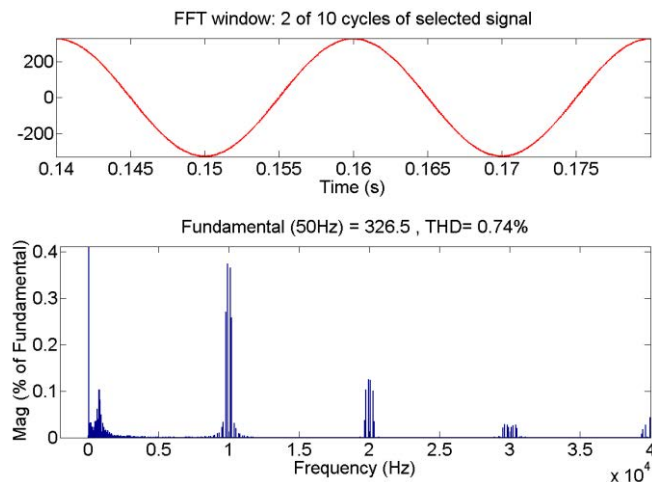 FFT window: 2 of 10 cycles of selected signal
200
0
-200
0.14 0.145 0.15 0.155 0.16 0.165 0.17 0.175
Time (s)
Fundamental (50Hz) = 326.5 , THD= 0.74%
Mag (% of Fundamental)
0.4
0.3
0.2
0.1
0
0 0.5 1 1.5 2 2.5 3 3.5 4
Frequency (Hz)
x 10^4